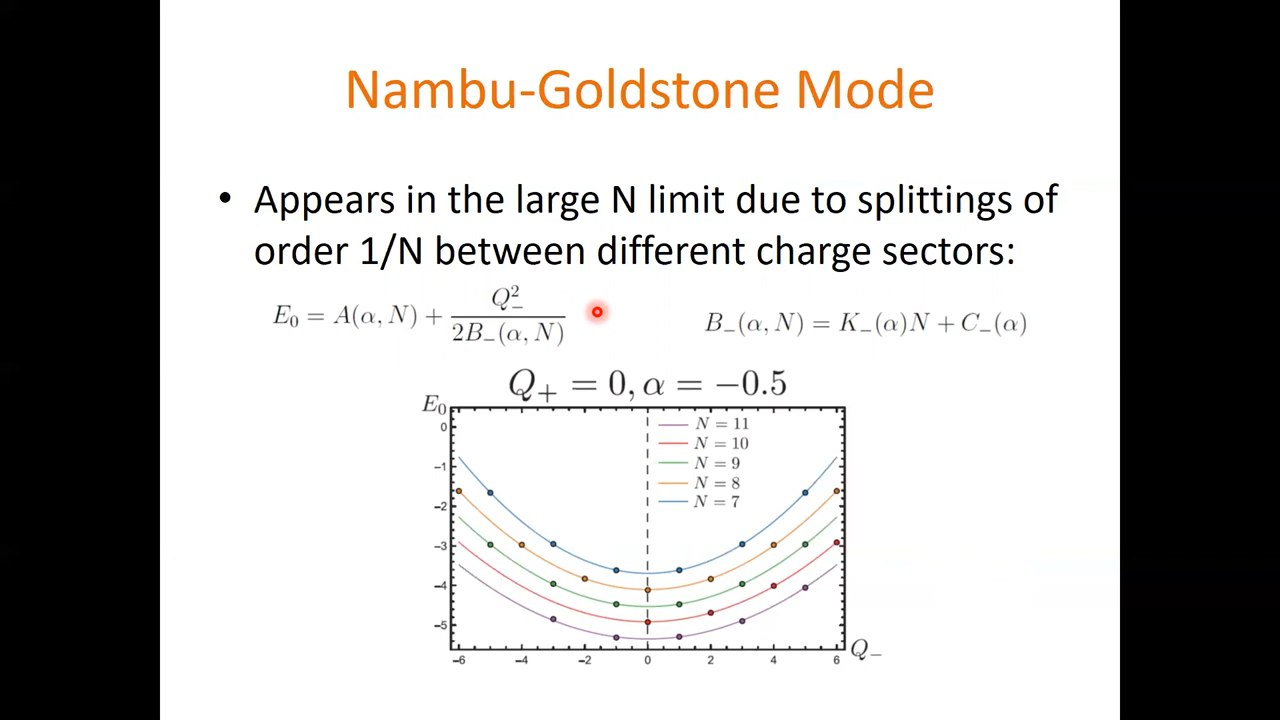 Nambu-Goldstone Mode
• Appears in the large N limit due to splittings of
order 1/N between different charge sectors:
E₀ = A(α, N) + Q₋² / 2B₋(α, N)
B₋(α, N) = K₋(α)N + C₋(α)
Q₊ = 0, α = −0.5
E₀
N = 11
N = 10
N = 9
N = 8
N = 7
0
−1
−2
−3
−4
−5
−6 −4 −2 0 2 4 6
Q₋